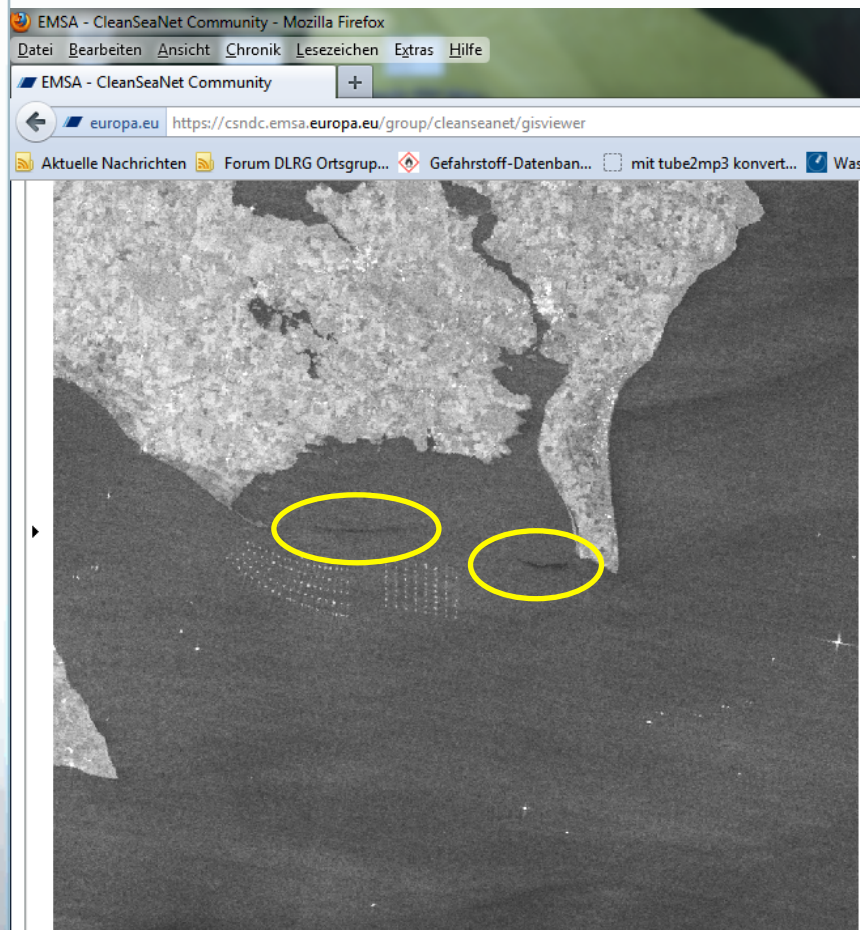 EMSA - CleanSeaNet Community - Mozilla Firefox
Datei Bearbeiten Ansicht Chronik Lesezeichen Extras Hilfe
EMSA - CleanSeaNet Community +
europa.eu https://csndc.emsa.europa.eu/group/cleanseanet/gisviewer
Aktuelle Nachrichten Forum DLRG Ortsgrup... Gefahrstoff-Datenban... mit tube2mp3 konvert... Was